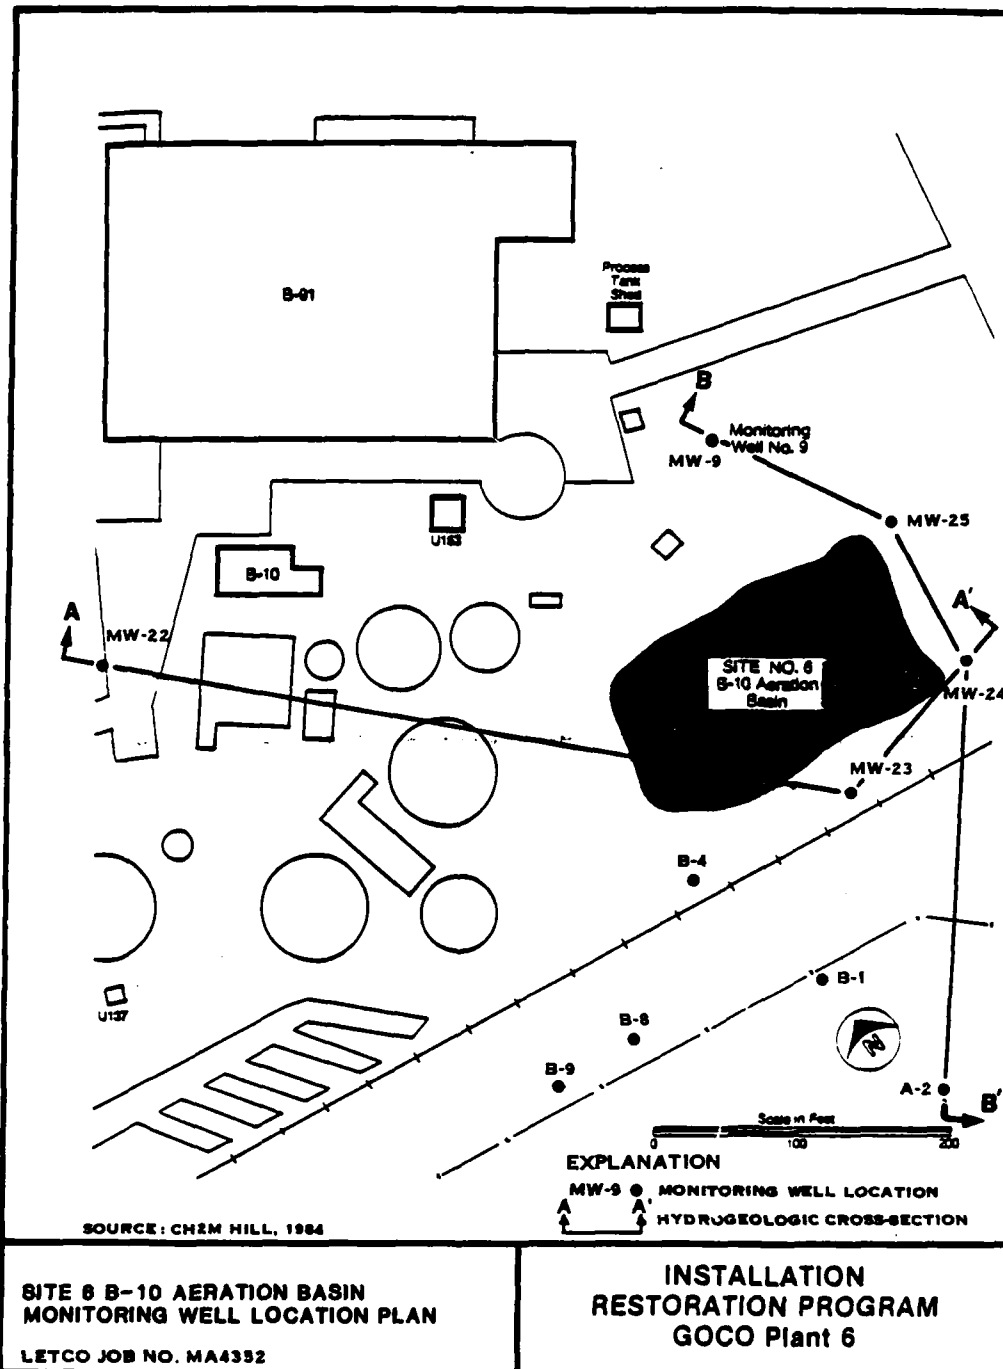 B-91
Process
Tank
Shed
B
Monitoring
Well No. 9
MW-9
MW-25
U163
B-10
A
MW-22
A'
SITE NO. 6
B-10 Aeration
Basin
MW-24
MW-23
B-4
B-1
U137
B-8
N
B-9
A-2
B'
Scale in Feet
0 100 200
EXPLANATION
MW-9 MONITORING WELL LOCATION
A A' HYDROGEOLOGIC CROSS-SECTION
SOURCE: CH2M HILL, 1984
SITE 6 B-10 AERATION BASIN
MONITORING WELL LOCATION PLAN
LETCO JOB NO. MA4352
INSTALLATION
RESTORATION PROGRAM
GOCO Plant 6